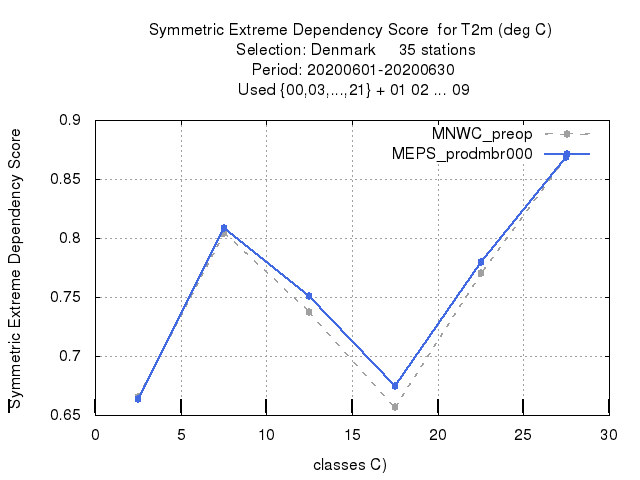 Symmetric Extreme Dependency Score for T2m (deg C)
Selection: Denmark 35 stations
Period: 20200601-20200630
Used {00,03,...,21} + 01 02 ... 09
MNWC_preop
MEPS_prodmbr000
Symmetric Extreme Dependency Score
0.9
0.85
0.8
0.75
0.7
0.65
0 5 10 15 20 25 30
classes C)